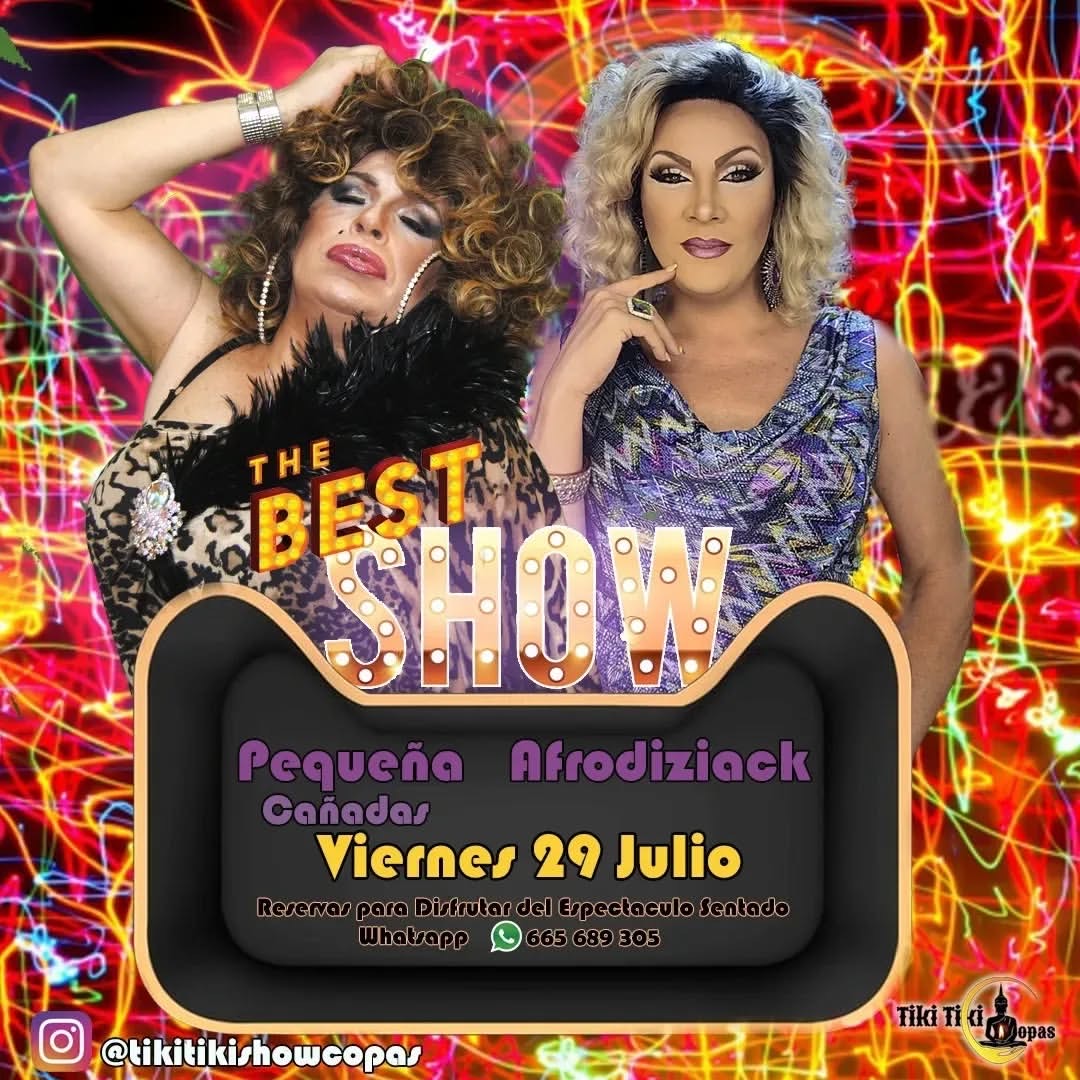 THE
BEST
SHOW
Pequeña Afrodiziack
Cañadas
Viernes 29 Julio
Reservas para Disfrutar del Espectaculo Sentado
Whatsapp 665 689 305
@tikitikishowcopas
Tiki Tiki
Copas